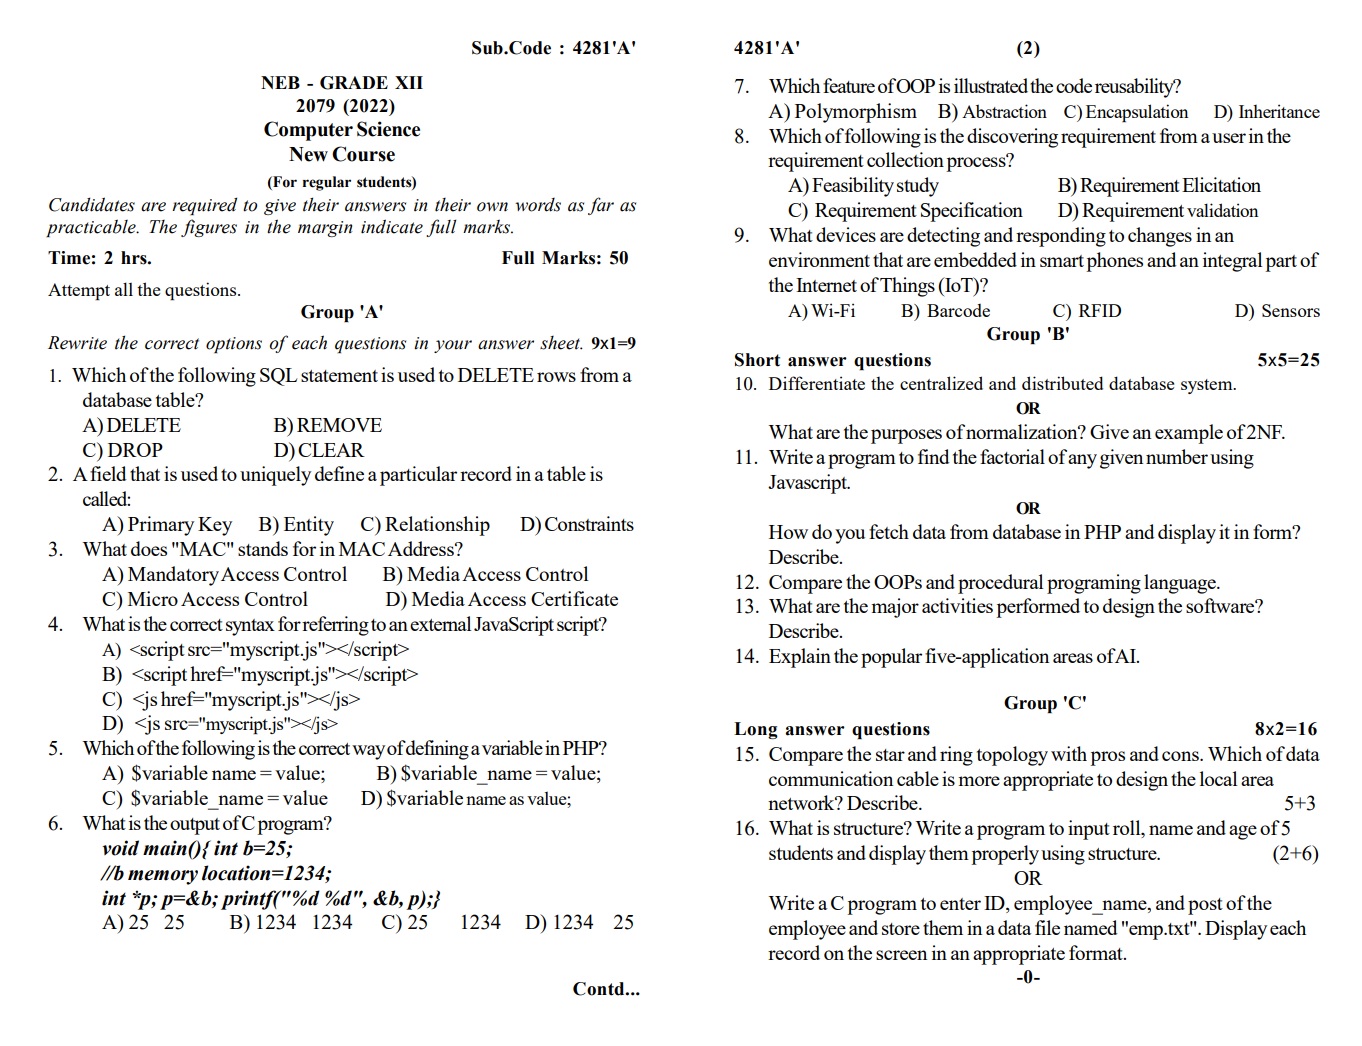 Sub.Code : 4281'A'
NEB - GRADE XII
2079 (2022)
Computer Science
New Course
(For regular students)
Candidates are required to give their answers in their own words as far as
practicable. The figures in the margin indicate full marks.
Time: 2 hrs. Full Marks: 50
Attempt all the questions.
Group 'A'
Rewrite the correct options of each questions in your answer sheet. 9x1=9
1. Which of the following SQL statement is used to DELETE rows from a
database table?
A) DELETE B) REMOVE
C) DROP D) CLEAR
2. A field that is used to uniquely define a particular record in a table is
called:
A) Primary Key B) Entity C) Relationship D) Constraints
3. What does "MAC" stands for in MAC Address?
A) Mandatory Access Control B) Media Access Control
C) Micro Access Control D) Media Access Certificate
4. What is the correct syntax for referring to an external JavaScript script?
A) <script src="myscript.js"></script>
B) <script href="myscript.js"></script>
C) <js href="myscript.js"></js>
D) <js src="myscript.js"></js>
5. Which of the following is the correct way of defining a variable in PHP?
A) $variable name = value; B) $variable_name = value;
C) $variable_name = value D) $variable name as value;
6. What is the output of C program?
void main(){ int b=25;
//b memory location=1234;
int *p; p=&b; printf("%d %d", &b, p);}
A) 25 25 B) 1234 1234 C) 25 1234 D) 1234 25
Contd...
4281'A' (2)
7. Which feature of OOP is illustrated the code reusability?
A) Polymorphism B) Abstraction C) Encapsulation D) Inheritance
8. Which of following is the discovering requirement from a user in the
requirement collection process?
A) Feasibility study B) Requirement Elicitation
C) Requirement Specification D) Requirement validation
9. What devices are detecting and responding to changes in an
environment that are embedded in smart phones and an integral part of
the Internet of Things (IoT)?
A) Wi-Fi B) Barcode C) RFID D) Sensors
Group 'B'
Short answer questions 5x5=25
10. Differentiate the centralized and distributed database system.
OR
What are the purposes of normalization? Give an example of 2NF.
11. Write a program to find the factorial of any given number using
Javascript.
OR
How do you fetch data from database in PHP and display it in form?
Describe.
12. Compare the OOPs and procedural programing language.
13. What are the major activities performed to design the software?
Describe.
14. Explain the popular five-application areas of AI.
Group 'C'
Long answer questions 8x2=16
15. Compare the star and ring topology with pros and cons. Which of data
communication cable is more appropriate to design the local area
network? Describe. 5+3
16. What is structure? Write a program to input roll, name and age of 5
students and display them properly using structure. (2+6)
OR
Write a C program to enter ID, employee_name, and post of the
employee and store them in a data file named "emp.txt". Display each
record on the screen in an appropriate format.
-0-